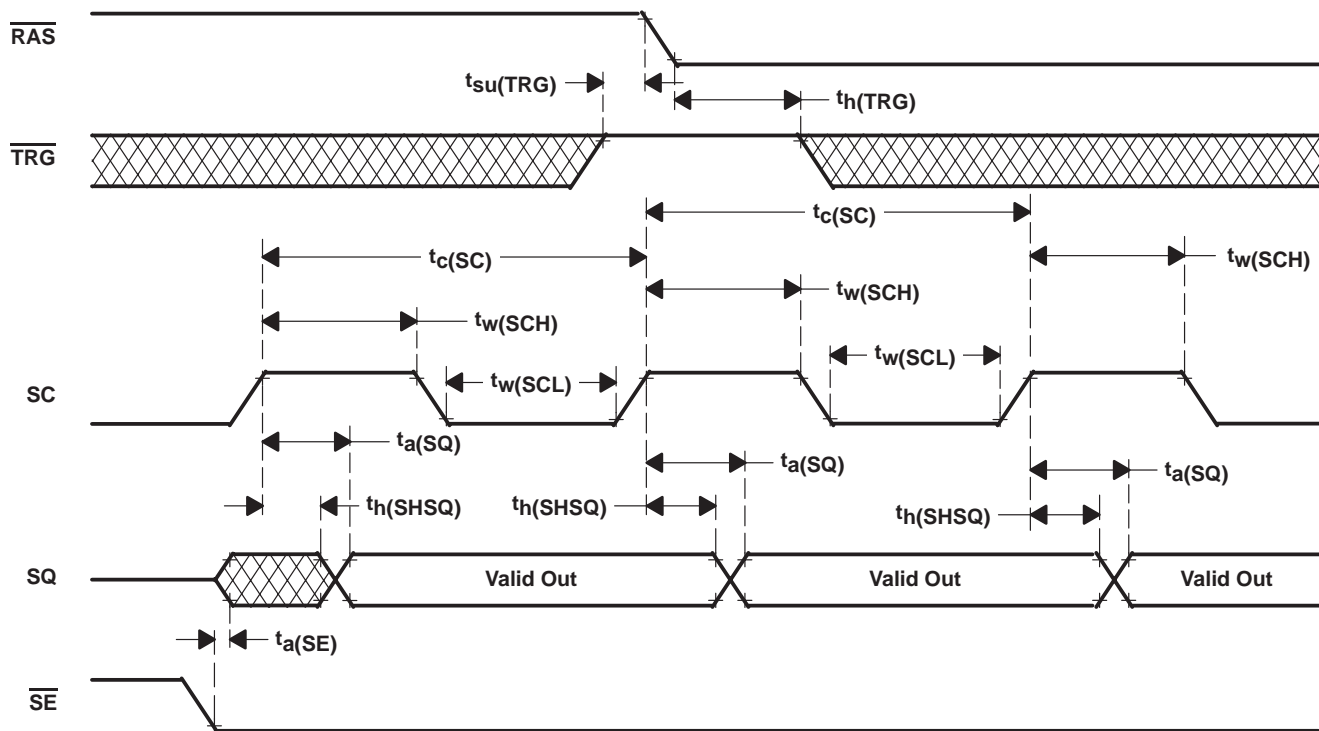 RAS
tsu(TRG)
th(TRG)
TRG
tc(SC)
tc(SC)
tw(SCH)
tw(SCH)
tw(SCH)
tw(SCL)
tw(SCL)
SC
ta(SQ)
ta(SQ)
ta(SQ)
th(SHSQ)
th(SHSQ)
th(SHSQ)
SQ
Valid Out
Valid Out
Valid Out
ta(SE)
SE